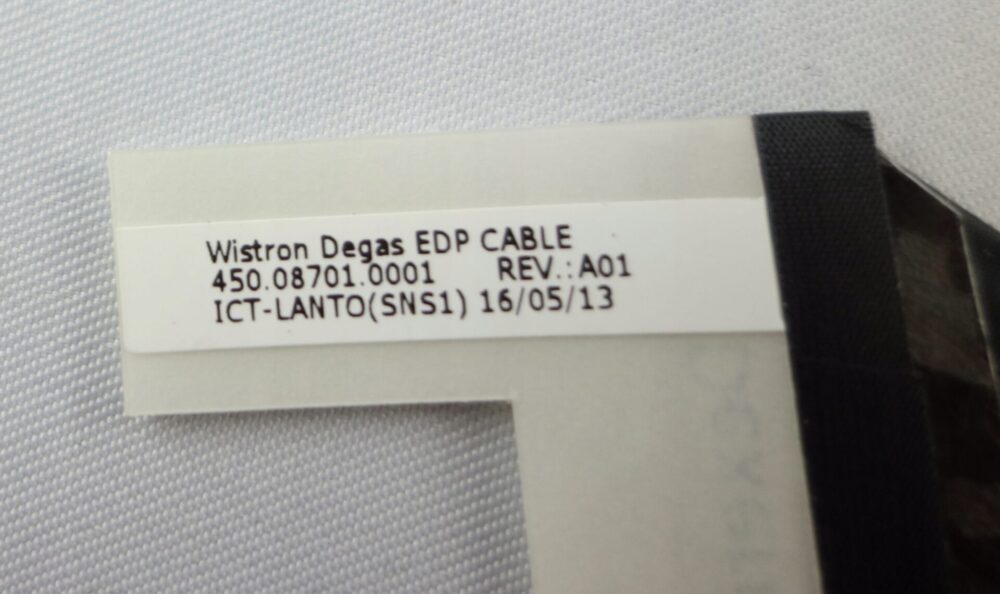 Wistron Degas EDP CABLE
450.08701.0001 REV.:A01
ICT-LANTO(SNS1) 16/05/13